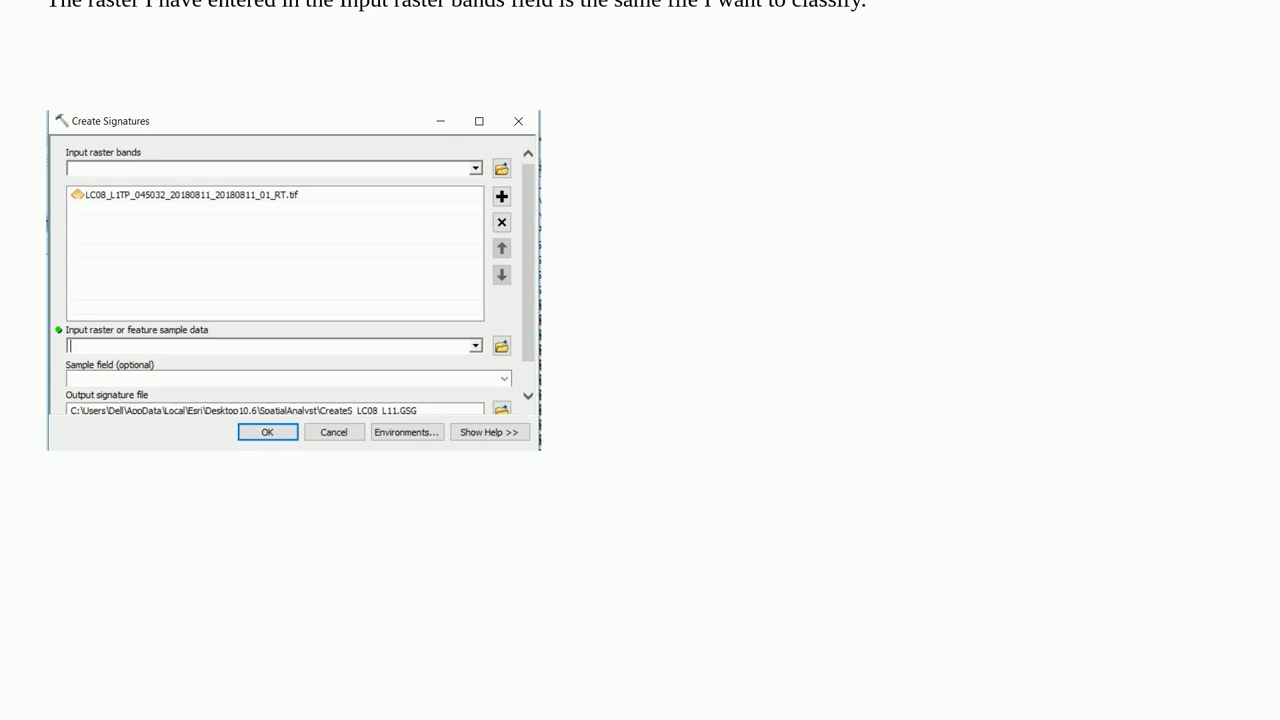 The raster I have entered in the Input raster bands field is the same file I want to classify.
Create Signatures
Input raster bands
LC08_L1TP_045032_20180811_20180811_01_RT.tif
Input raster or feature sample data
Sample field (optional)
Output signature file
C:\Users\Dell\AppData\Local\Esri\Desktop10.6\SpatialAnalyst\CreateS_LC08_L11.GSG
OK Cancel Environments... Show Help >>